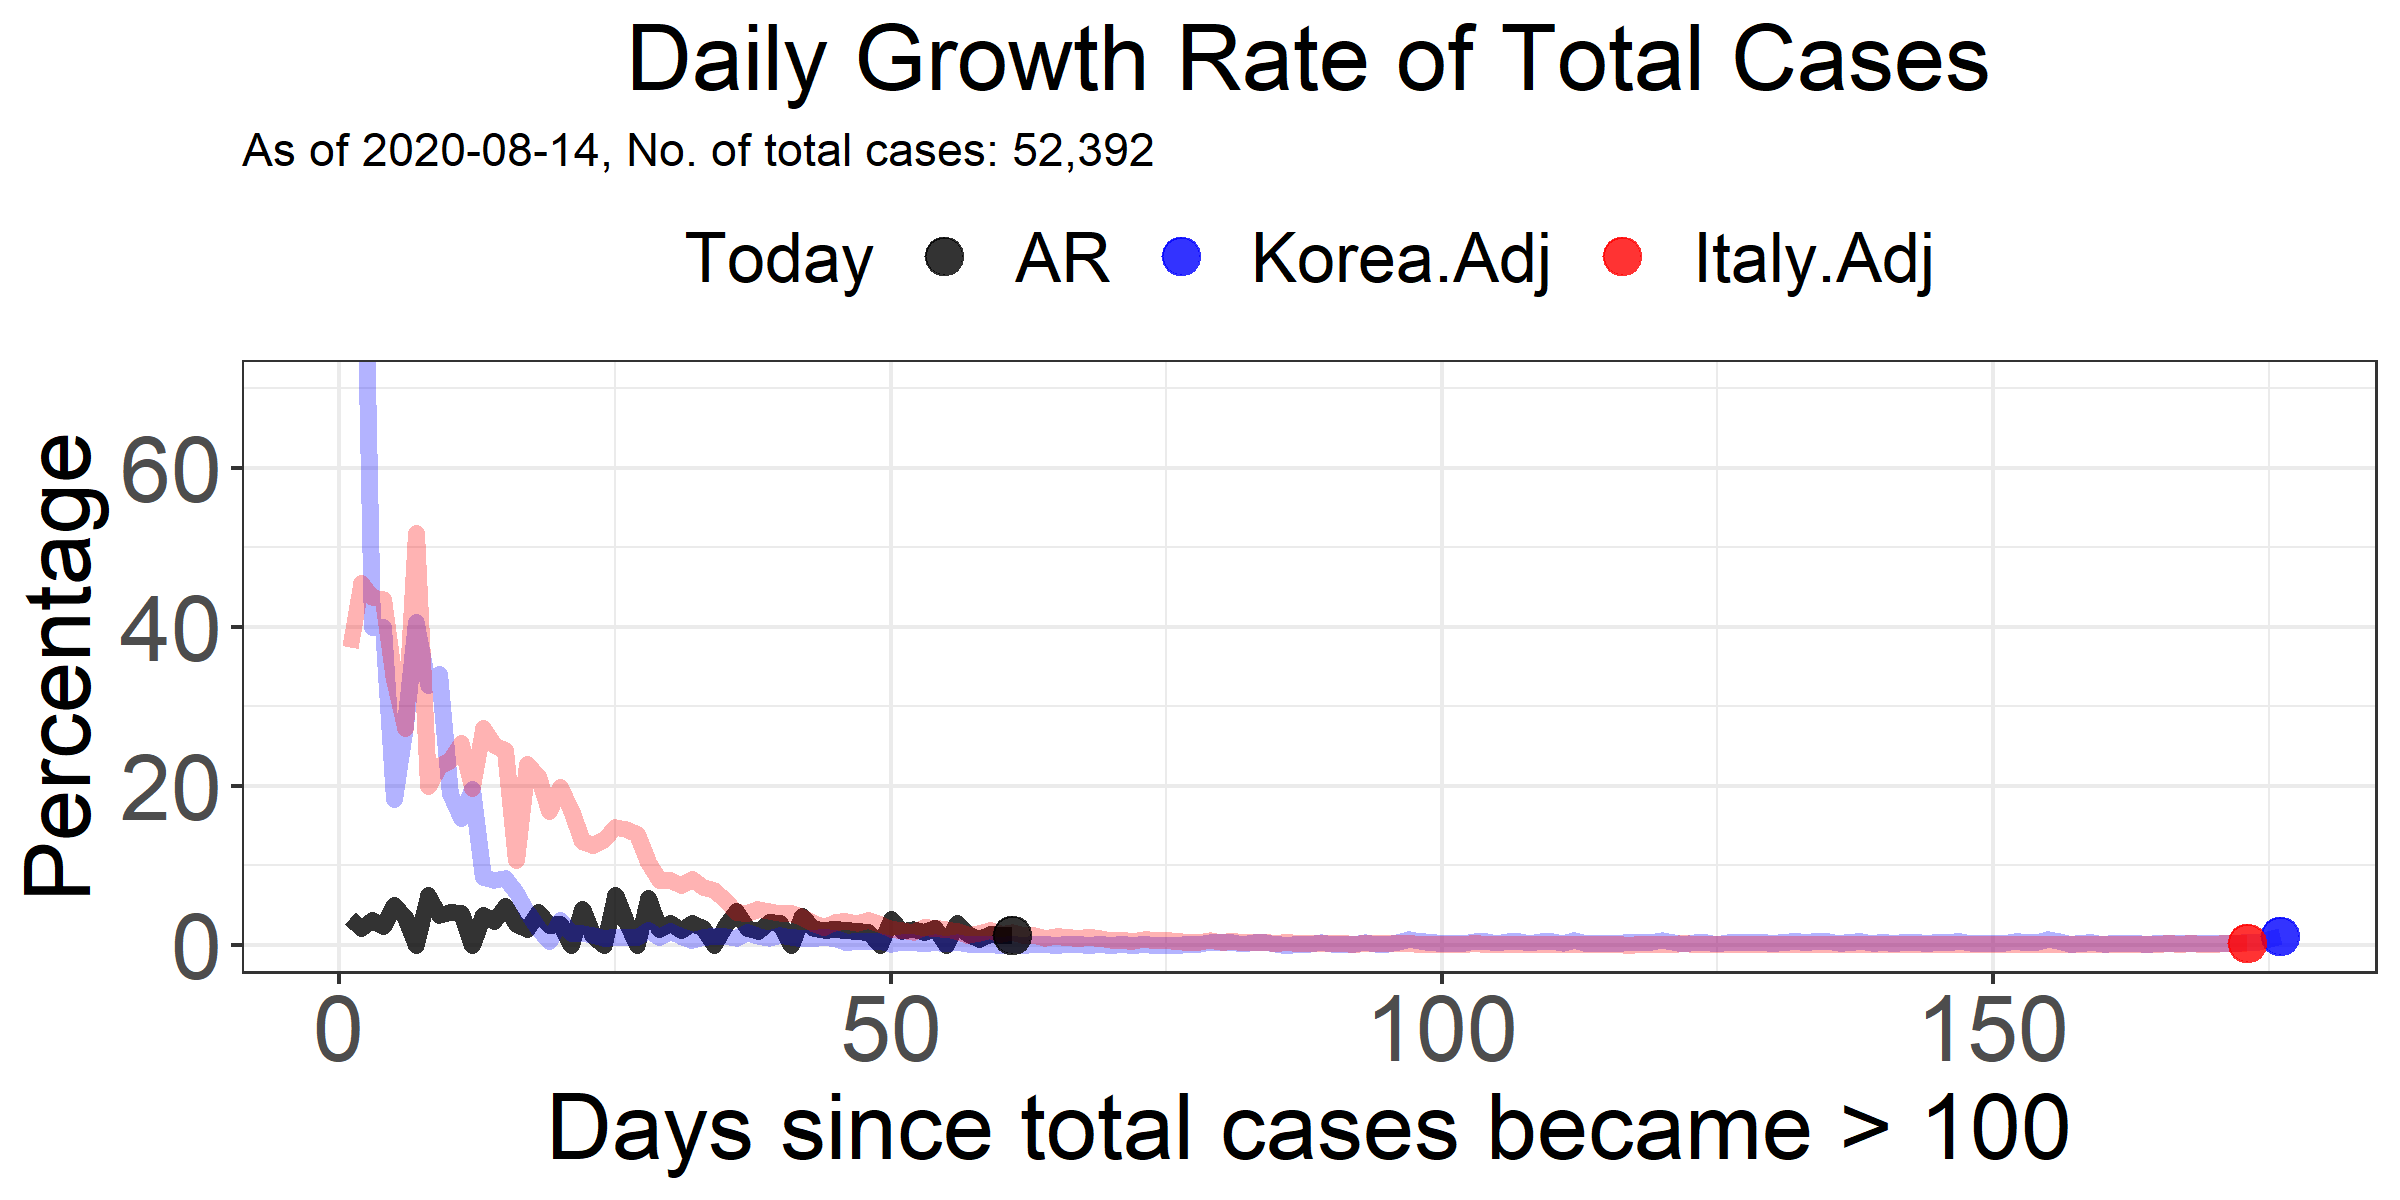 Daily Growth Rate of Total Cases
As of 2020-08-14, No. of total cases: 52,392
Today AR Korea.Adj Italy.Adj
Percentage
60
40
20
0
0 50 100 150
Days since total cases became > 100